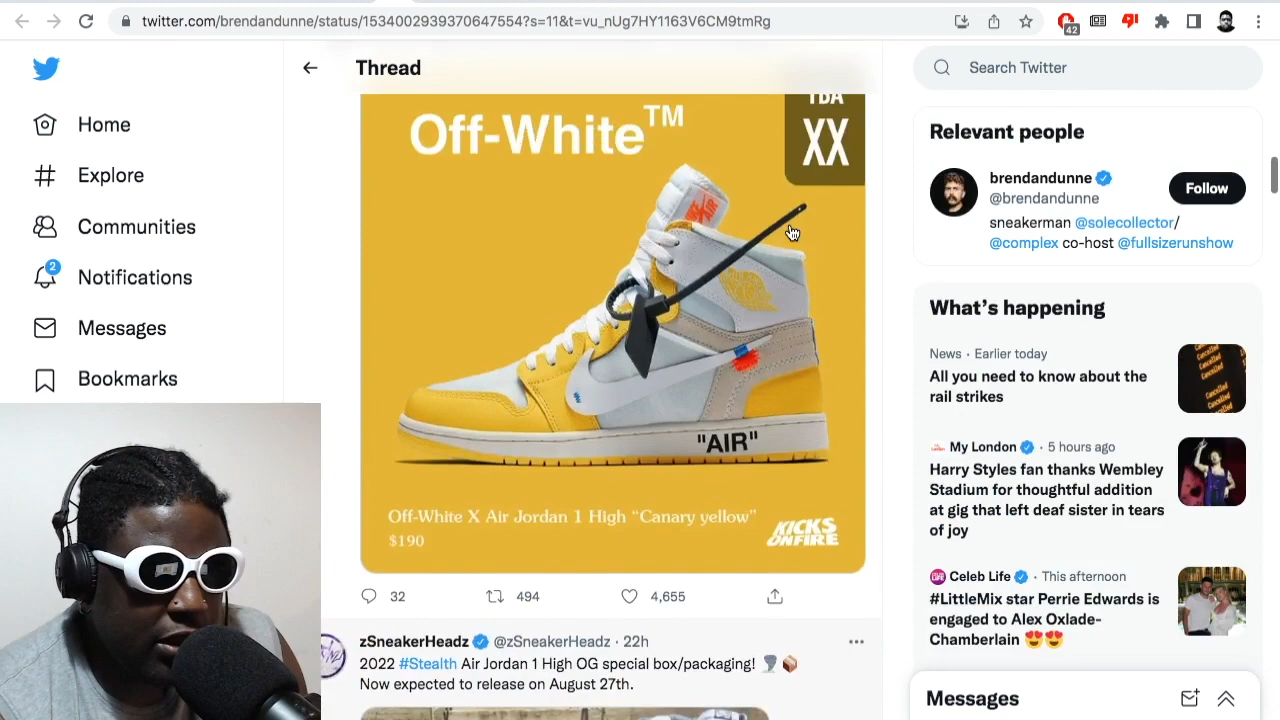 twitter.com/brendandunne/status/1534002939370647554?s=11&t=vu_nUg7HY1163V6CM9tmRg
42
Thread
Search Twitter
Home
Explore
Communities
2
Notifications
Messages
Bookmarks
TBA
XX
Off-White™
"AIR"
Off-White X Air Jordan 1 High “Canary yellow”
$190
KICKS
ONFIRE
32
494
4,655
zSneakerHeadz @zSneakerHeadz · 22h
2022 #Stealth Air Jordan 1 High OG special box/packaging!
Now expected to release on August 27th.
Relevant people
brendandunne
@brendandunne
Follow
sneakerman @solecollector/
@complex co-host @fullsizerunshow
What’s happening
News · Earlier today
All you need to know about the
rail strikes
My London · 5 hours ago
Harry Styles fan thanks Wembley
Stadium for thoughtful addition
at gig that left deaf sister in tears
of joy
Celeb Life · This afternoon
#LittleMix star Perrie Edwards is
engaged to Alex Oxlade-
Chamberlain
Messages